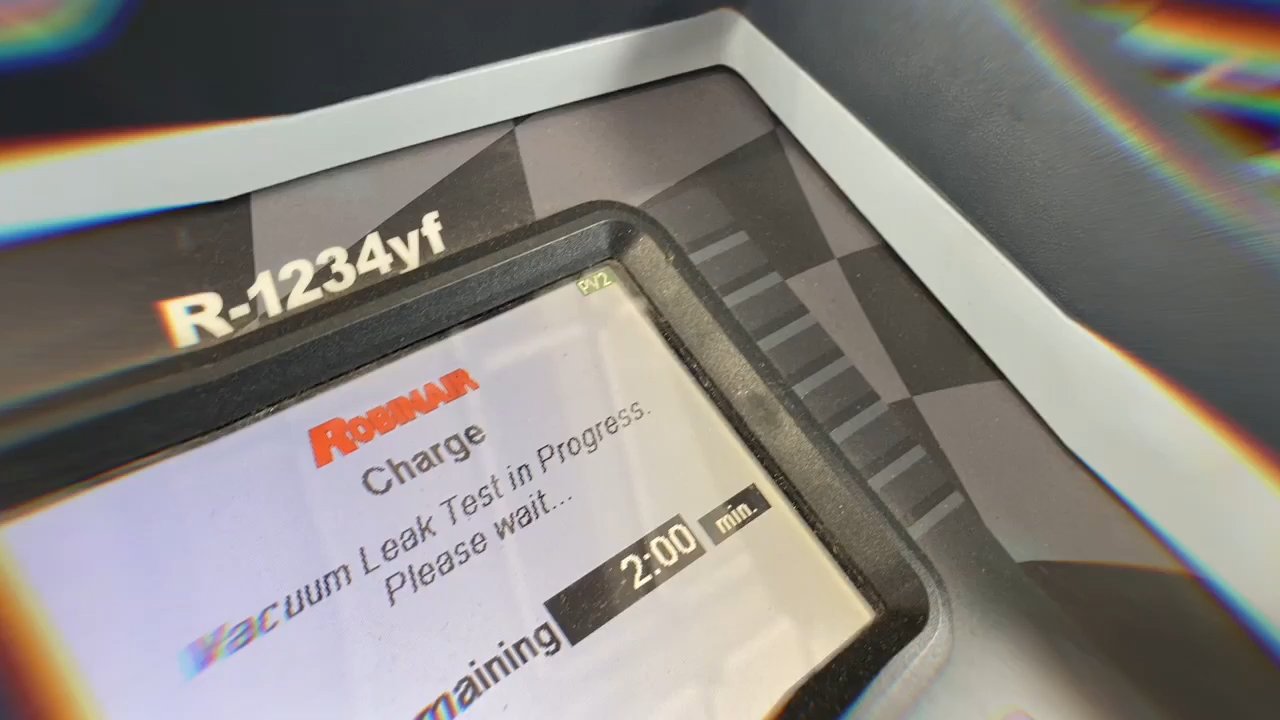 R-1234yf
PV2
ROBINAIR
Charge
Vacuum Leak Test in Progress.
Please wait...
2:00 min.
maining